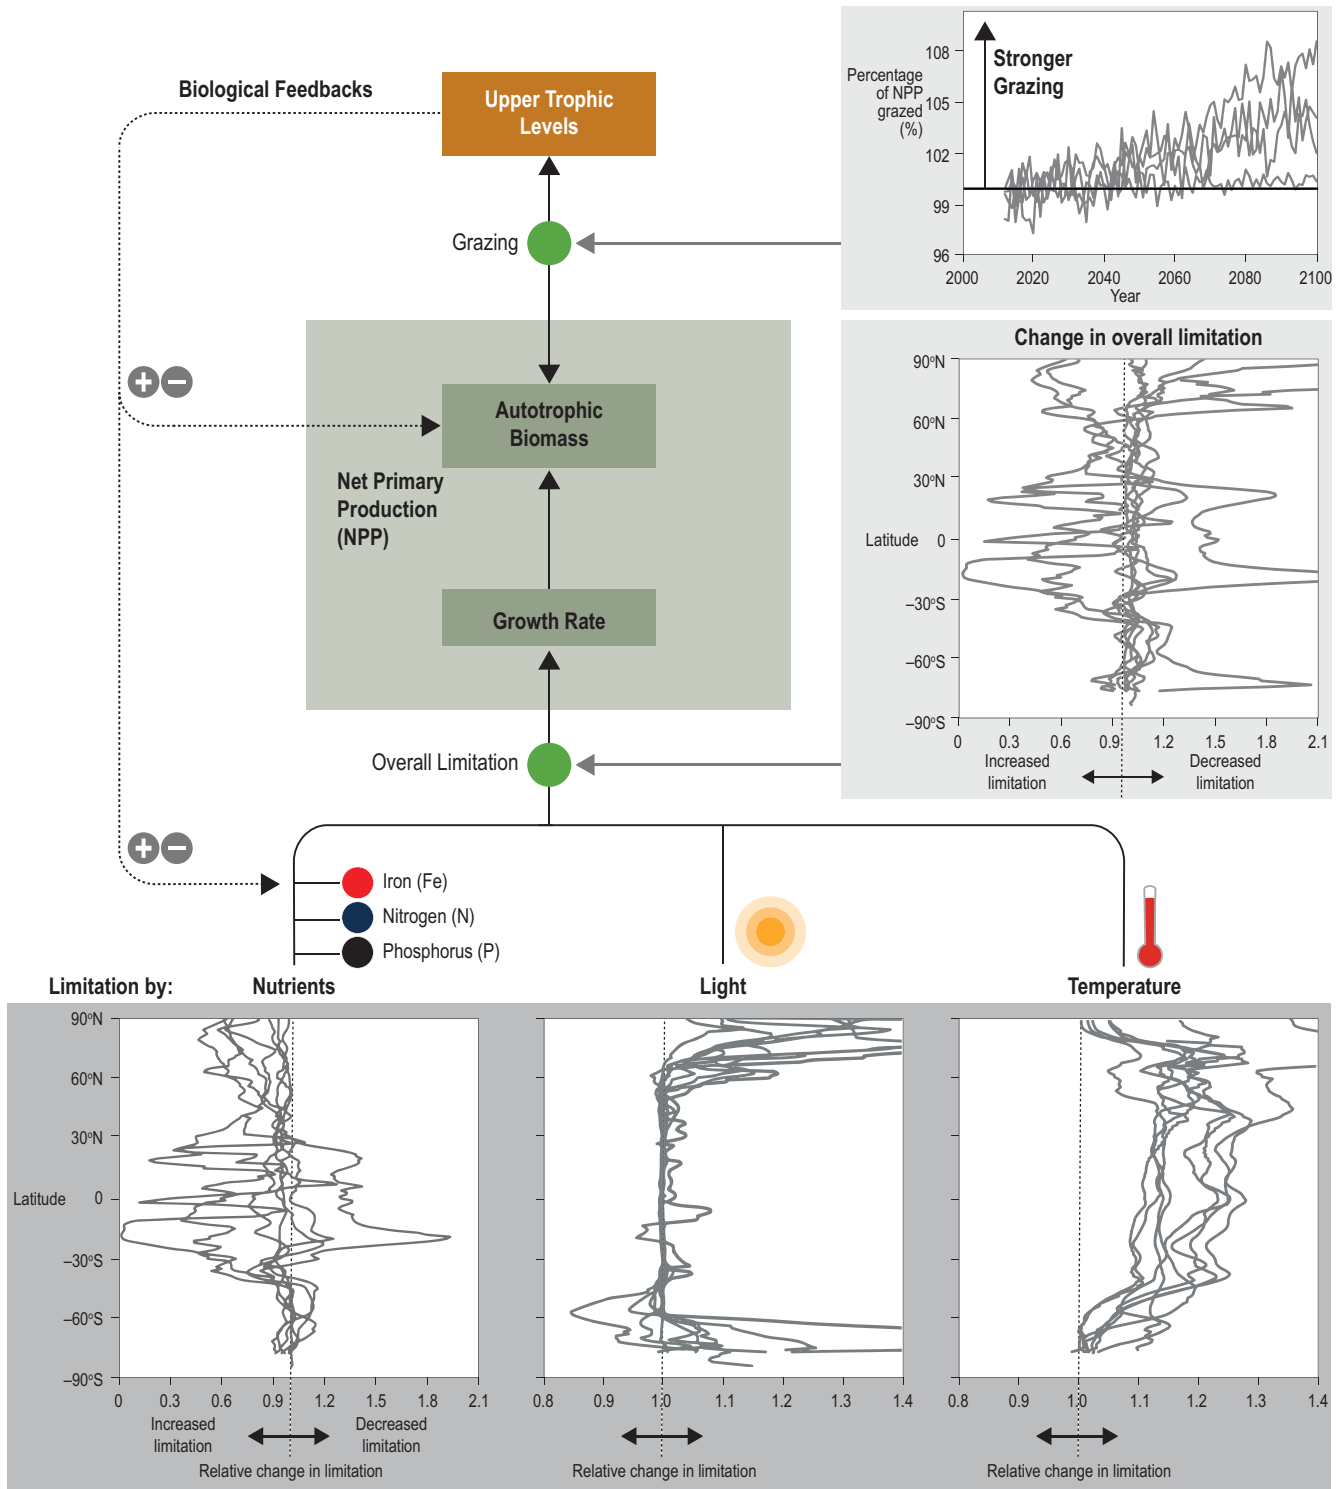 Biological Feedbacks
Upper Trophic
Levels
Grazing
Autotrophic
Biomass
Net Primary
Production
(NPP)
Growth Rate
Overall Limitation
Percentage
of NPP
grazed
(%)
108
105
102
99
96
Stronger
Grazing
2000 2020 2040 2060 2080 2100
Year
Change in overall limitation
90°N
60°N
30°N
Latitude 0
–30°S
–60°S
–90°S
0 0.3 0.6 0.9 1.2 1.5 1.8 2.1
Increased
limitation
Decreased
limitation
Iron (Fe)
Nitrogen (N)
Phosphorus (P)
Limitation by: Nutrients Light Temperature
90°N
60°N
30°N
Latitude 0
–30°S
–60°S
–90°S
0 0.3 0.6 0.9 1.2 1.5 1.8 2.1
Increased
limitation
Decreased
limitation
Relative change in limitation
0.8 0.9 1.0 1.1 1.2 1.3 1.4
Relative change in limitation
0.8 0.9 1.0 1.1 1.2 1.3 1.4
Relative change in limitation